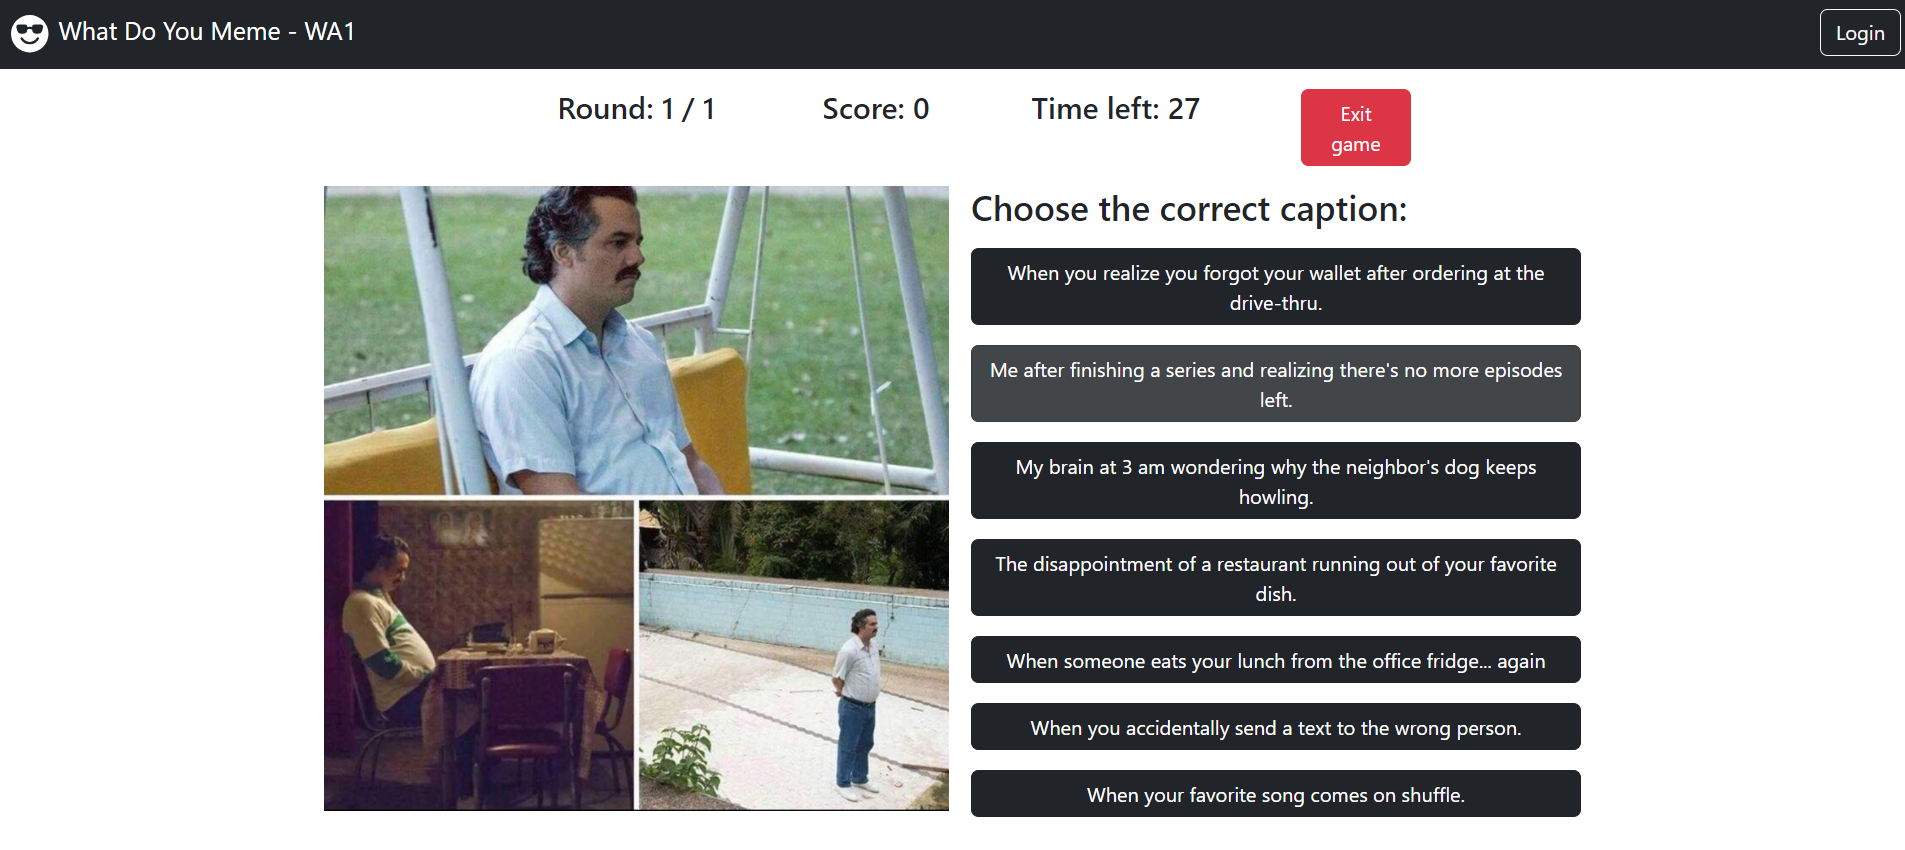 What Do You Meme - WA1
Login
Round: 1 / 1
Score: 0
Time left: 27
Exit
game
Choose the correct caption:
When you realize you forgot your wallet after ordering at the
drive-thru.
Me after finishing a series and realizing there's no more episodes
left.
My brain at 3 am wondering why the neighbor's dog keeps
howling.
The disappointment of a restaurant running out of your favorite
dish.
When someone eats your lunch from the office fridge... again
When you accidentally send a text to the wrong person.
When your favorite song comes on shuffle.